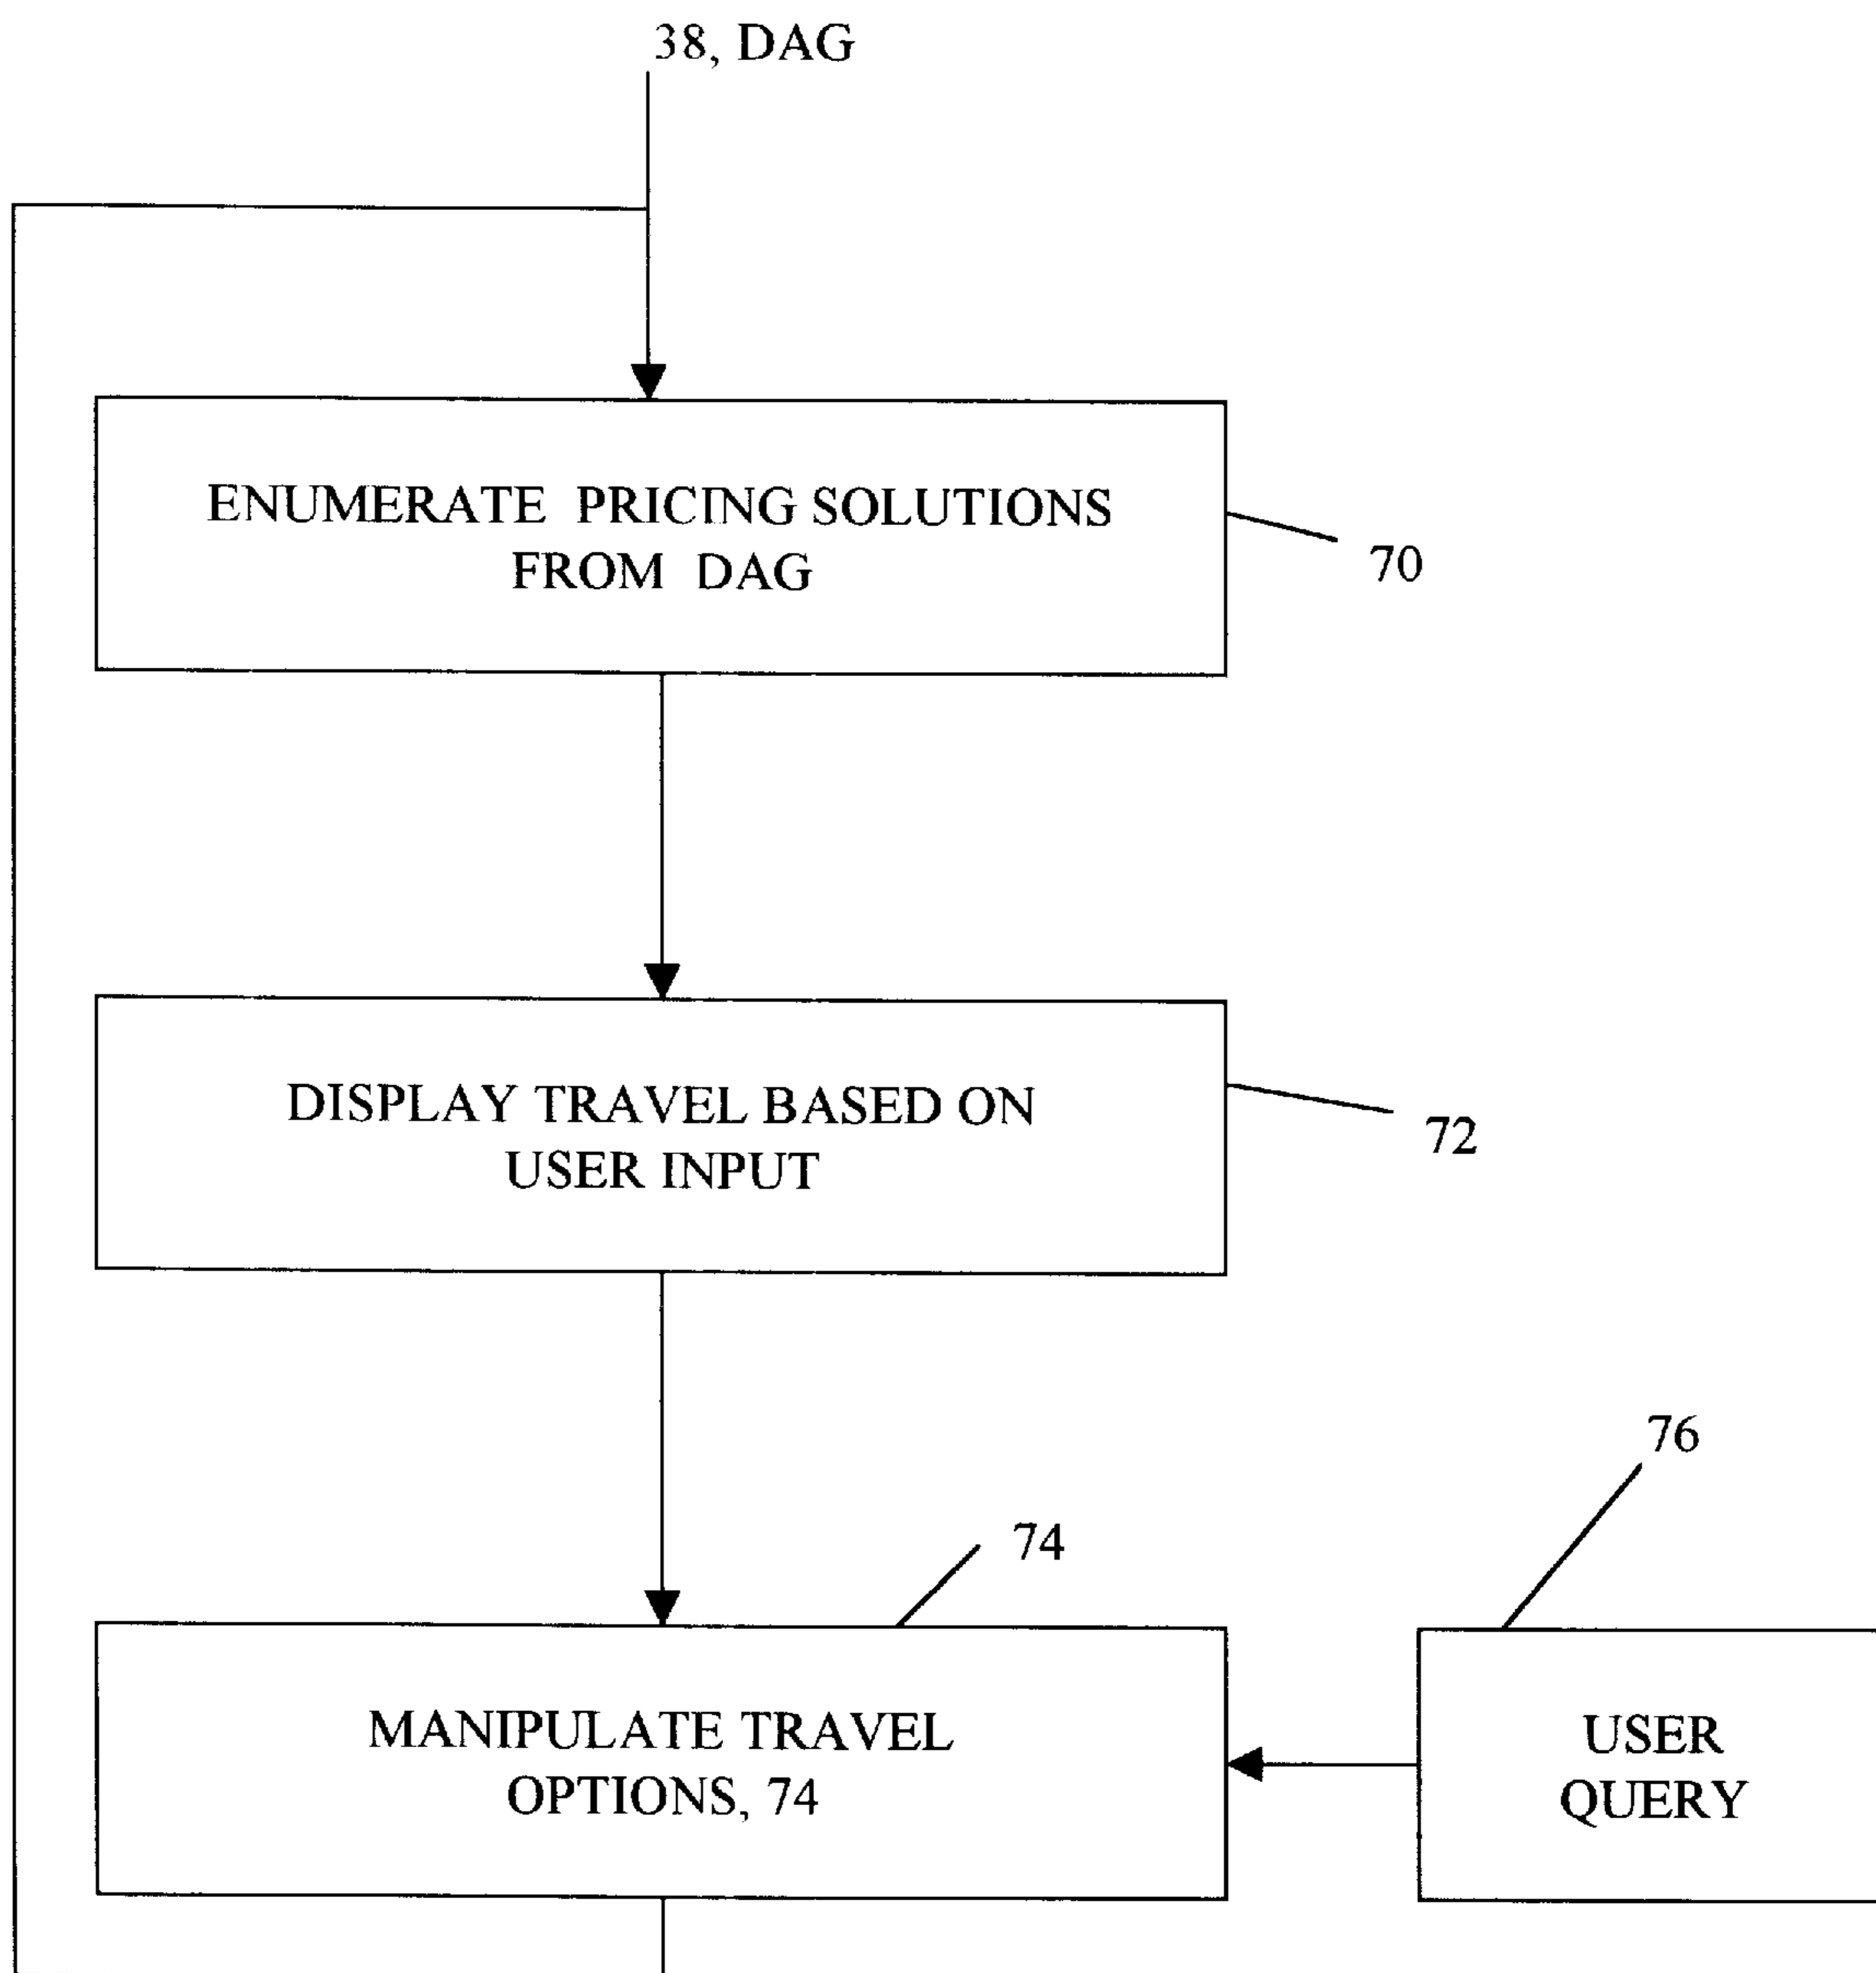 38, DAG
ENUMERATE PRICING SOLUTIONS
FROM DAG
70
DISPLAY TRAVEL BASED ON
USER INPUT
72
76
74
MANIPULATE TRAVEL
OPTIONS, 74
USER
QUERY